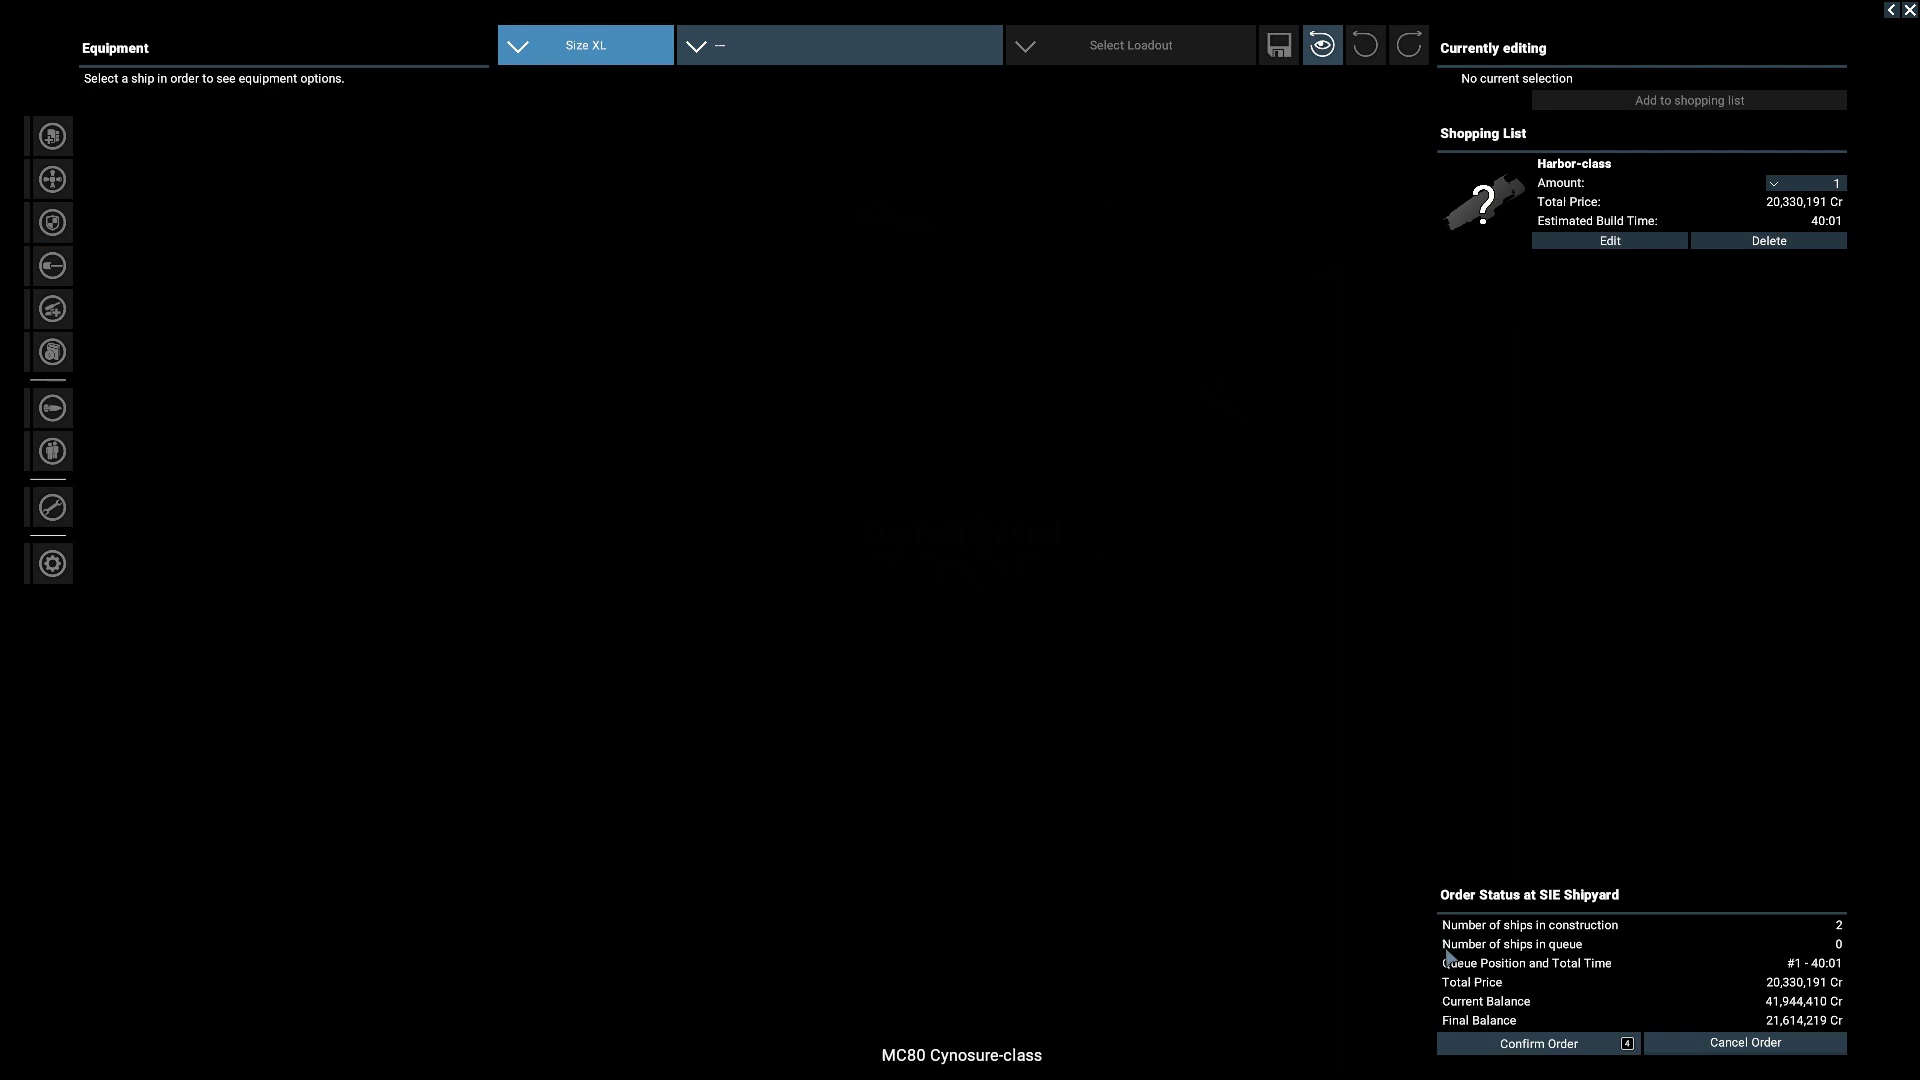 Equipment
Select a ship in order to see equipment options.
Size XL
---
Select Loadout
Currently editing
No current selection
Add to shopping list
Shopping List
Harbor-class
Amount: 1
Total Price: 20,330,191 Cr
Estimated Build Time: 40:01
Edit
Delete
Order Status at SIE Shipyard
Number of ships in construction 2
Number of ships in queue 0
Queue Position and Total Time #1 - 40:01
Total Price 20,330,191 Cr
Current Balance 41,944,410 Cr
Final Balance 21,614,219 Cr
Confirm Order 4
Cancel Order
MC80 Cynosure-class